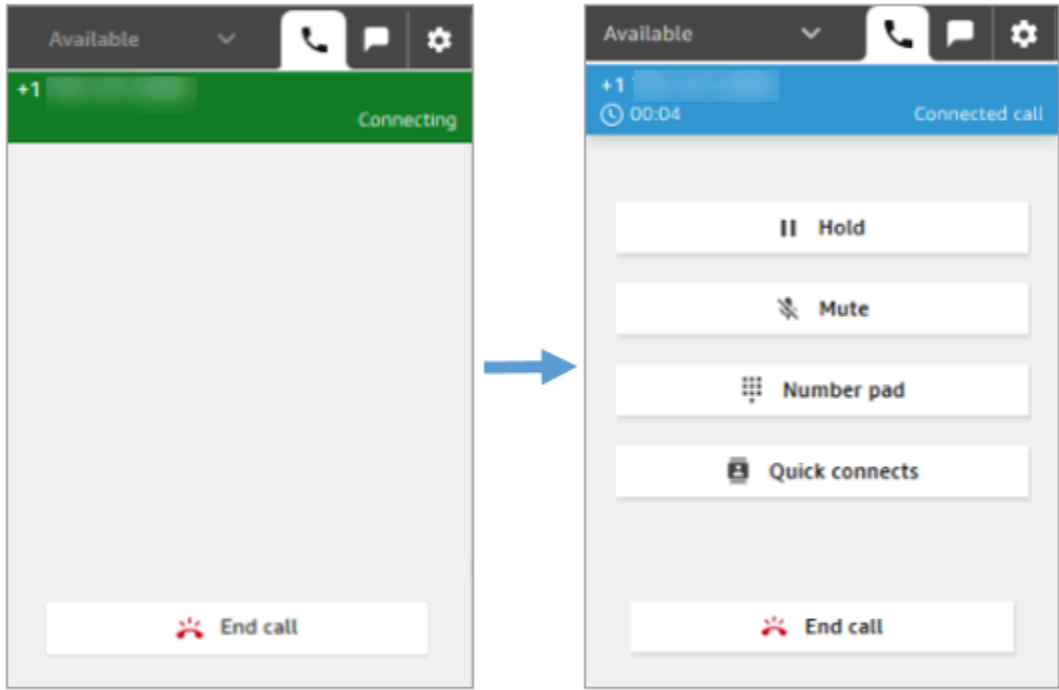 Available
+1
Connecting
End call
Available
+1
00:04 Connected call
Hold
Mute
Number pad
Quick connects
End call